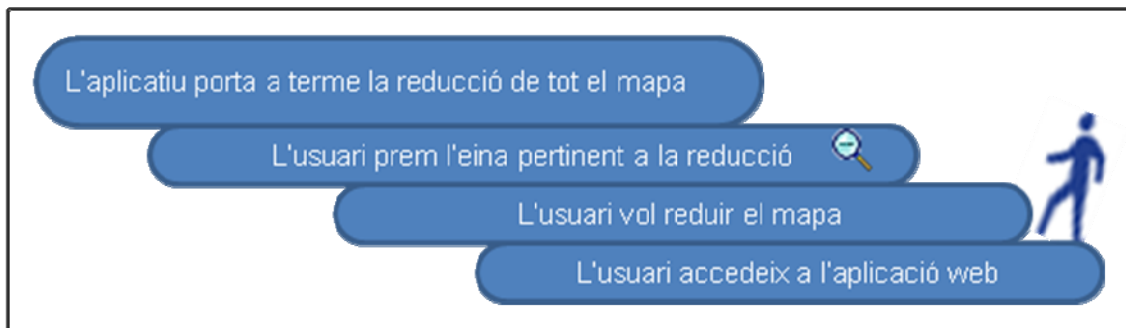 L'aplicatiu porta a terme la reducció de tot el mapa
L'usuari prem l'eina pertinent a la reducció
L'usuari vol reduir el mapa
L'usuari accedeix a l'aplicació web